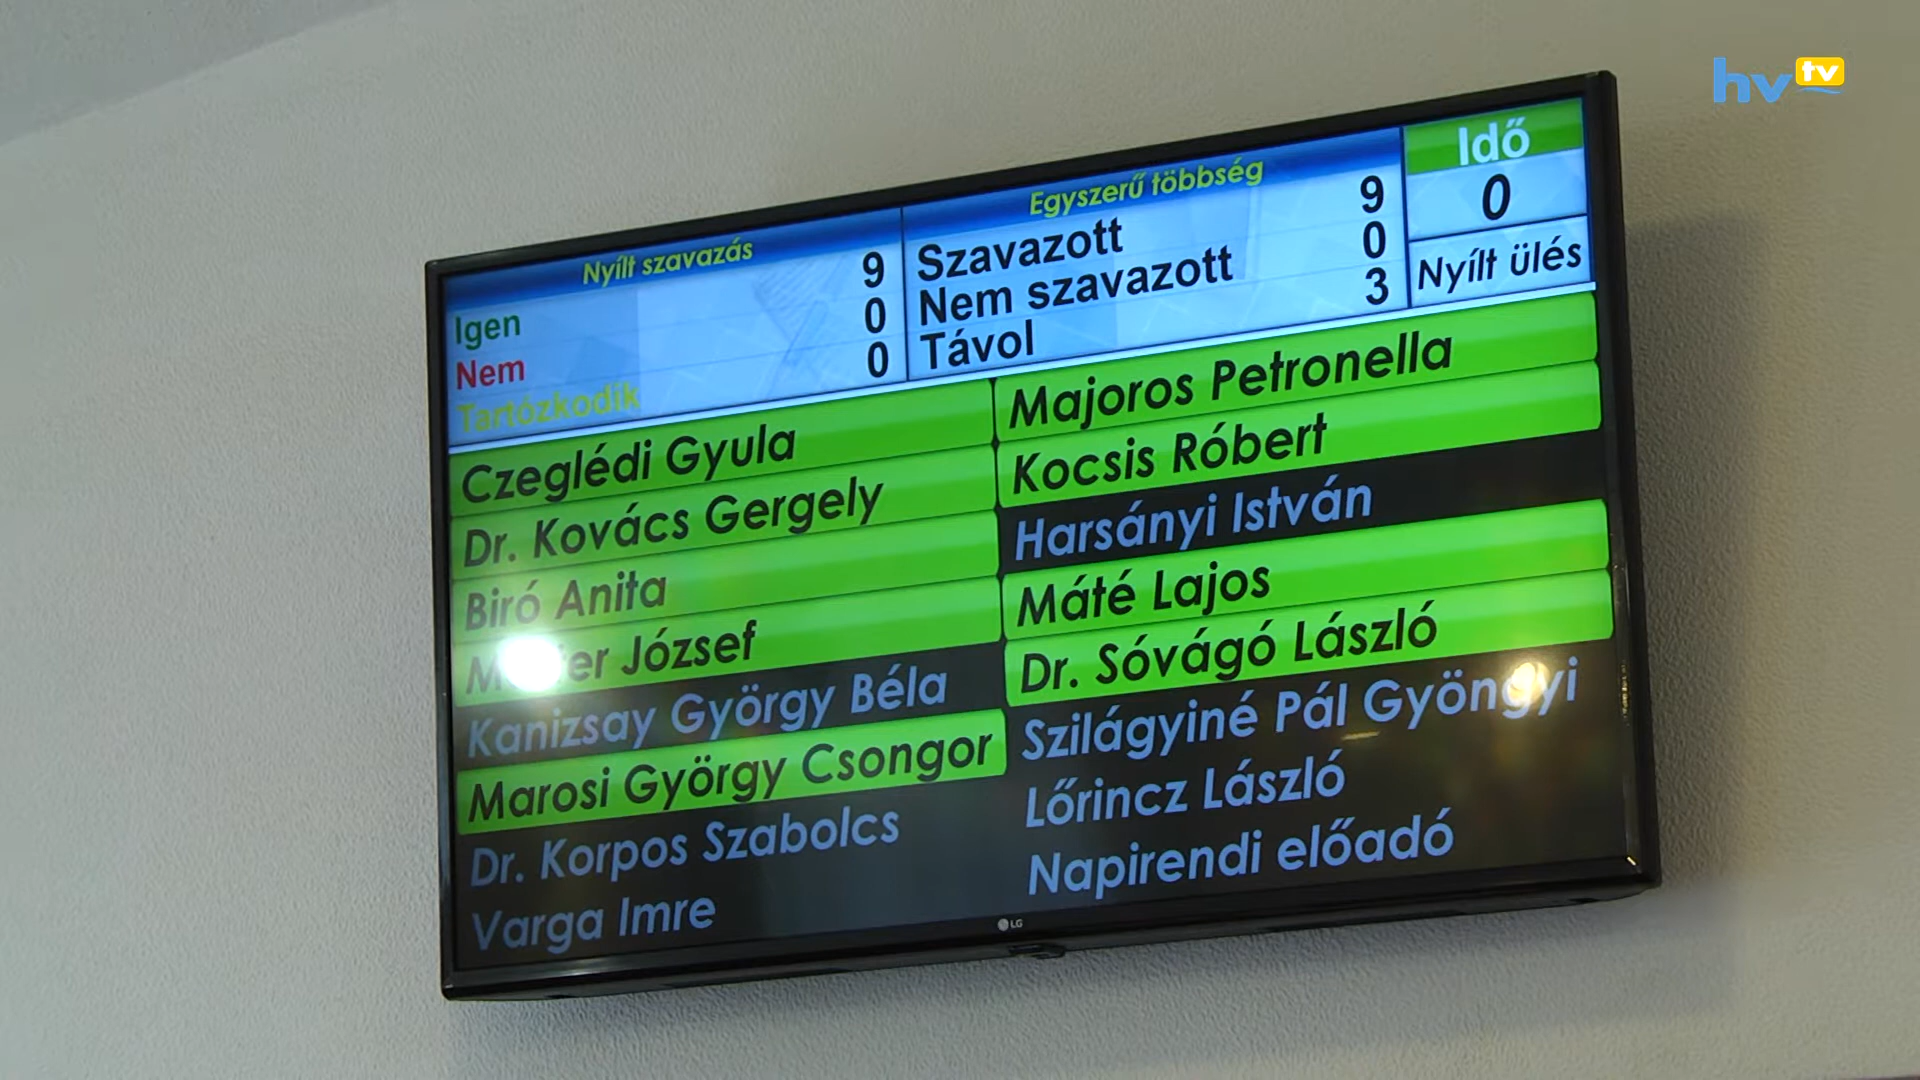 hv tv
Nyílt szavazás
Igen 9
Nem 0
Tartózkodik 0
Egyszerű többség
Szavazott 9
Nem szavazott 0
Távol 3
Idő
0
Nyílt ülés
Czeglédi Gyula
Dr. Kovács Gergely
Biró Anita
József
Kanizsay György Béla
Marosi György Csongor
Dr. Korpos Szabolcs
Varga Imre
Majoros Petronella
Kocsis Róbert
Harsányi István
Máté Lajos
Dr. Sóvágó László
Szilágyiné Pál Gyöngyi
Lőrincz László
Napirendi előadó
LG